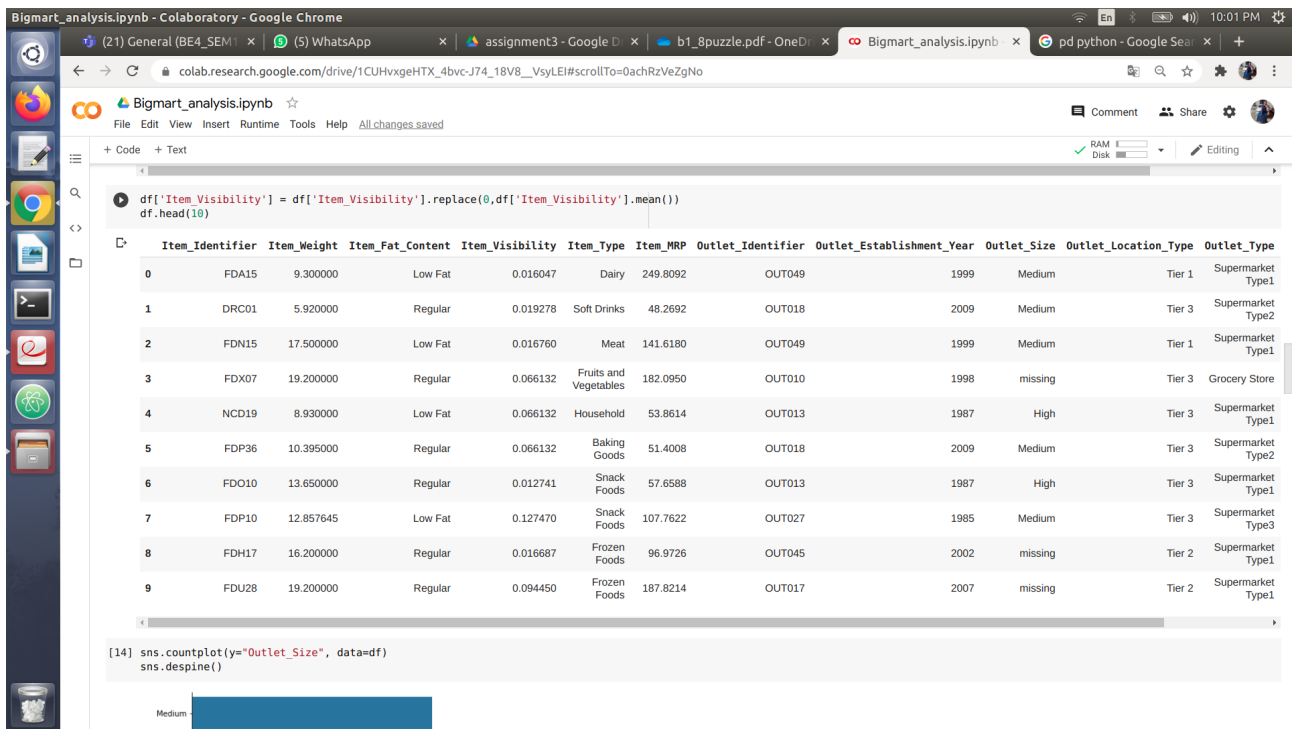 Bigmart_analysis.ipynb - Colaboratory - Google Chrome
En 10:01 PM
(21) General (BE4_SEM1 × (5) WhatsApp × assignment3 - Google D × b1_8puzzle.pdf - OneDr × Bigmart_analysis.ipynb × pd python - Google Sear × +
colab.research.google.com/drive/1CUHvxgeHTX_4bvc-J74_18V8__VsyLEI#scrollTo=0achRzVeZgNo
Bigmart_analysis.ipynb
Comment Share
File Edit View Insert Runtime Tools Help All changes saved
+ Code + Text
RAM
Disk
Editing
df['Item_Visibility'] = df['Item_Visibility'].replace(0,df['Item_Visibility'].mean())
df.head(10)
Item_Identifier Item_Weight Item_Fat_Content Item_Visibility Item_Type Item_MRP Outlet_Identifier Outlet_Establishment_Year Outlet_Size Outlet_Location_Type Outlet_Type
0 FDA15 9.300000 Low Fat 0.016047 Dairy 249.8092 OUT049 1999 Medium Tier 1 Supermarket
Type1
1 DRC01 5.920000 Regular 0.019278 Soft Drinks 48.2692 OUT018 2009 Medium Tier 3 Supermarket
Type2
2 FDN15 17.500000 Low Fat 0.016760 Meat 141.6180 OUT049 1999 Medium Tier 1 Supermarket
Type1
3 FDX07 19.200000 Regular 0.066132 Fruits and
Vegetables 182.0950 OUT010 1998 missing Tier 3 Grocery Store
4 NCD19 8.930000 Low Fat 0.066132 Household 53.8614 OUT013 1987 High Tier 3 Supermarket
Type1
5 FDP36 10.395000 Regular 0.066132 Baking
Goods 51.4008 OUT018 2009 Medium Tier 3 Supermarket
Type2
6 FDO10 13.650000 Regular 0.012741 Snack
Foods 57.6588 OUT013 1987 High Tier 3 Supermarket
Type1
7 FDP10 12.857645 Low Fat 0.127470 Snack
Foods 107.7622 OUT027 1985 Medium Tier 3 Supermarket
Type3
8 FDH17 16.200000 Regular 0.016687 Frozen
Foods 96.9726 OUT045 2002 missing Tier 2 Supermarket
Type1
9 FDU28 19.200000 Regular 0.094450 Frozen
Foods 187.8214 OUT017 2007 missing Tier 2 Supermarket
Type1
[14] sns.countplot(y="Outlet_Size", data=df)
sns.despine()
Medium